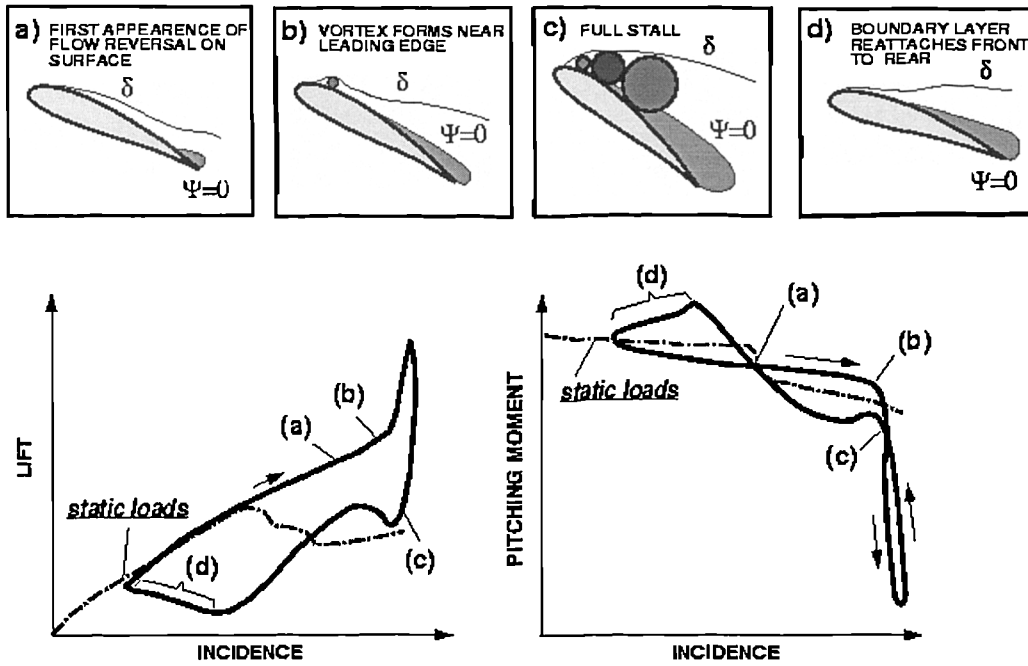 a) FIRST APPEARENCE OF
FLOW REVERSAL ON
SURFACE
δ
Ψ=0
b) VORTEX FORMS NEAR
LEADING EDGE
δ
Ψ=0
c) FULL STALL
δ
Ψ=0
d) BOUNDARY LAYER
REATTACHES FRONT
TO REAR
δ
Ψ=0
LIFT
(b)
(a)
static loads
(d)
(c)
INCIDENCE
PITCHING MOMENT
(d)
(a)
(b)
static loads
(c)
INCIDENCE